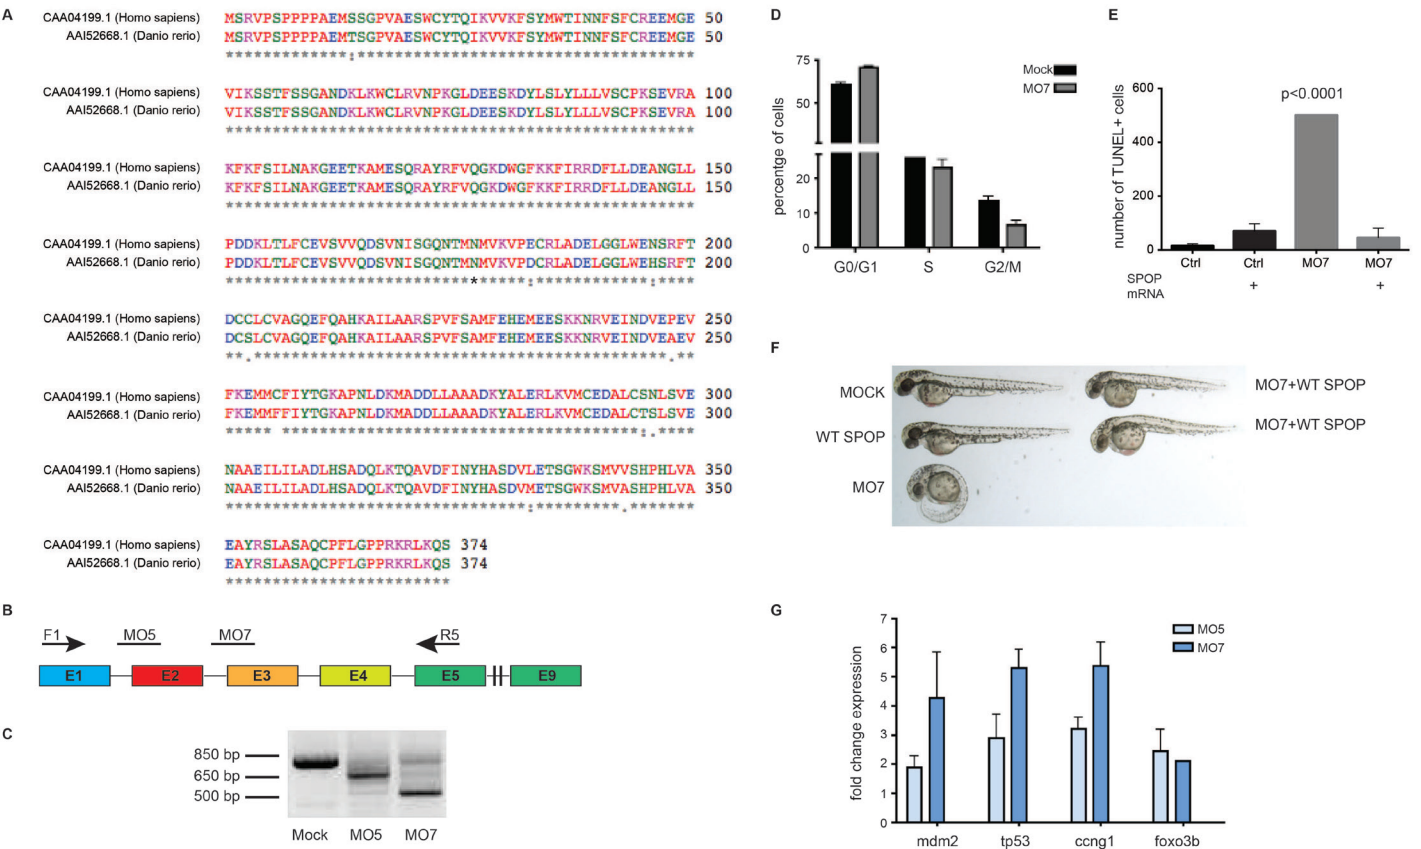 A
CAA04199.1 (Homo sapiens) MSRVPSPPPPAEMSSGPVAESWCYTQIKVVKFSYMWTINNFSFCREEMGE 50
AAI52668.1 (Danio rerio) MSRVPSPPPPAEMTSGPVAESWCYTQIKVVKFSYMWTINNFSFCREEMGE 50
CAA04199.1 (Homo sapiens) VIKSSTFSSGANDKLKWCLRVNPKGLDEESKDYLSLYLLLVSCPKSEVRA 100
AAI52668.1 (Danio rerio) VIKSSTFSSGANDKLKWCLRVNPKGLDEESKDYLSLYLLLVSCPKSEVRA 100
CAA04199.1 (Homo sapiens) KFKFSILNAKGEETKAMESQRAYRFVQGKDWGFKKFIRRDFLLDEANGLL 150
AAI52668.1 (Danio rerio) KFKFSILNAKGEETKAMESQRAYRFVQGKDWGFKKFIRRDFLLDEANGLL 150
CAA04199.1 (Homo sapiens) PDDKLTLFCEVSVVQDSVNISGQNTMNMVKVPECRLADELGGLWENSRFT 200
AAI52668.1 (Danio rerio) PDDKLTLFCEVSVVQDSVNISGQNTMNMVKVPDCRLADELGGLWEHSRFT 200
CAA04199.1 (Homo sapiens) DCCLCVAGQEFQAHKAILAARSPVFSAMFEHEMEESKKNRVEINDVEPEV 250
AAI52668.1 (Danio rerio) DCSLCVAGQEFQAHKAILAARSPVFSAMFEHEMEESKKNRVEINDVEAEV 250
CAA04199.1 (Homo sapiens) FKEMMCFIYTGKAPNLDKMADDLLAAADKYALERLKVMCEDALCSNLSVE 300
AAI52668.1 (Danio rerio) FKEMMFFIYTGKAPNLDKMADDLLAAADKYALERLKVMCEDALCTSLSVE 300
CAA04199.1 (Homo sapiens) NAAEILILADLHSADQLKTQAVDFINYHASDVLETSGWKSMVVSHPHLVA 350
AAI52668.1 (Danio rerio) NAAEILILADLHSADQLKTQAVDFINYHASDVMETSGWKSMVASHPHLVA 350
CAA04199.1 (Homo sapiens) EAYRSLASAQCPFLGPPRKRLKQS 374
AAI52668.1 (Danio rerio) EAYRSLASAQCPFLGPPRKRLKQS 374
B
F1 MO5 MO7 R5
E1 E2 E3 E4 E5 E9
C
850 bp
650 bp
500 bp
Mock MO5 MO7
D
percentge of cells
75
50
20
10
0
G0/G1 S G2/M
Mock
MO7
E
number of TUNEL+ cells
600
400
200
0
p<0.0001
Ctrl Ctrl MO7 MO7
SPOP
mRNA
+ +
F
MOCK
WT SPOP
MO7
MO7+WT SPOP
MO7+WT SPOP
G
fold change expression
7
6
5
4
3
2
1
0
MO5
MO7
mdm2 tp53 ccng1 foxo3b